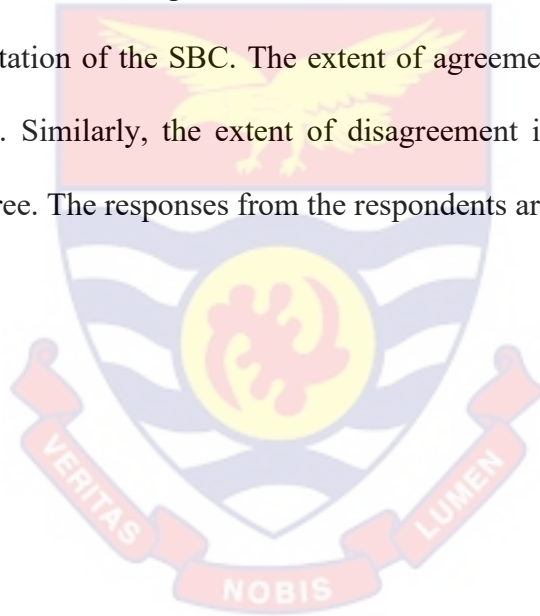 tation of the SBC. The extent of agreeme
. Similarly, the extent of disagreement i
ree. The responses from the respondents ar
VERITAS
NOBIS
LUMEN